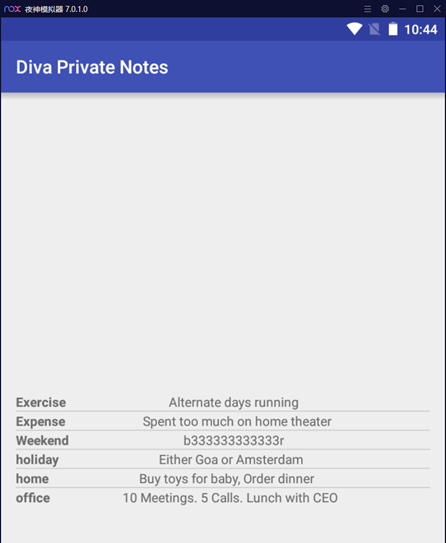 nox 夜神模拟器 7.0.1.0
10:44
Diva Private Notes
Exercise Alternate days running
Expense Spent too much on home theater
Weekend b333333333333r
holiday Either Goa or Amsterdam
home Buy toys for baby, Order dinner
office 10 Meetings. 5 Calls. Lunch with CEO